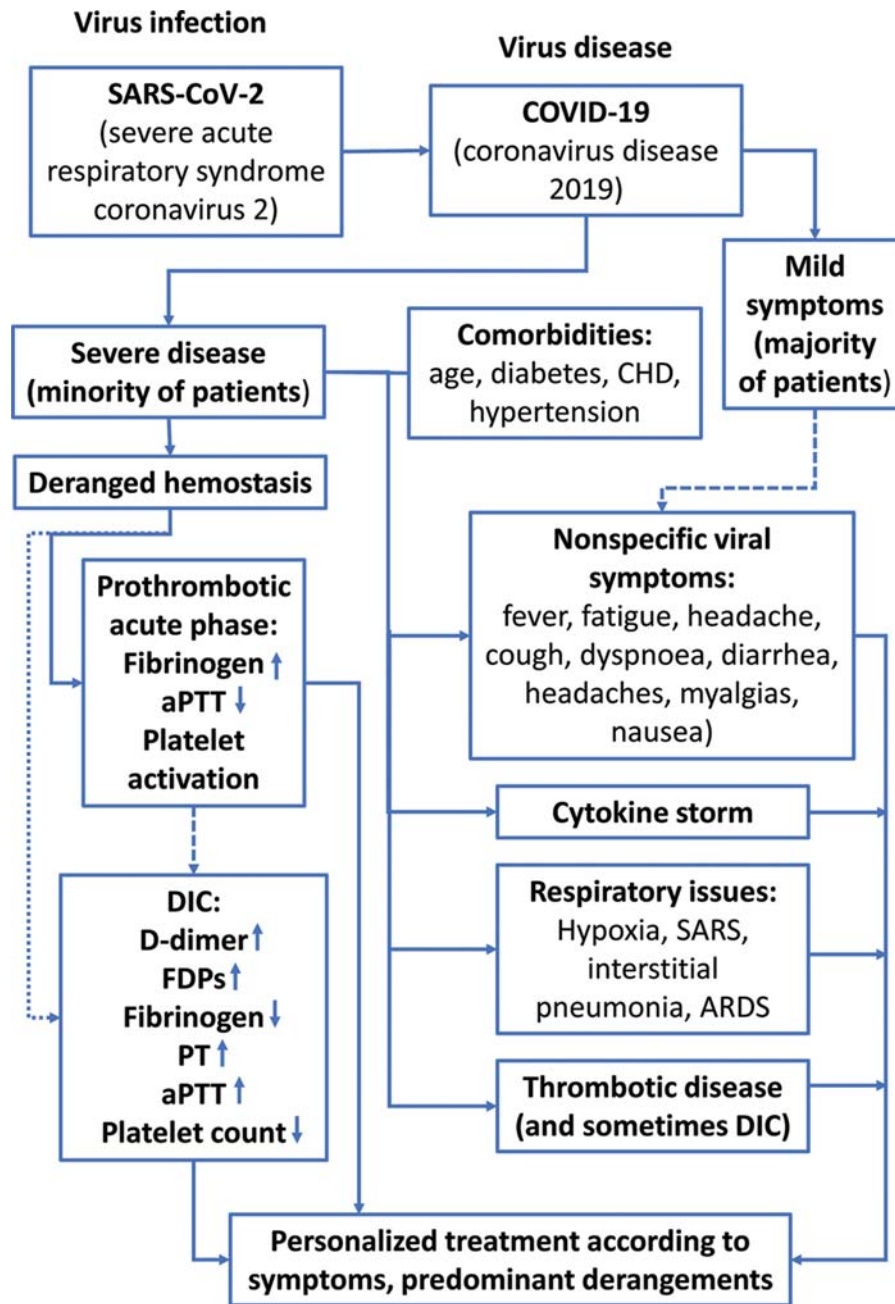 Virus infection
Virus disease
SARS-CoV-2
(severe acute
respiratory syndrome
coronavirus 2)
COVID-19
(coronavirus disease
2019)
Mild
symptoms
(majority
of patients)
Severe disease
(minority of patients)
Comorbidities:
age, diabetes, CHD,
hypertension
Deranged hemostasis
Nonspecific viral
symptoms:
fever, fatigue, headache,
cough, dyspnoea, diarrhea,
headaches, myalgias,
nausea)
Prothrombotic
acute phase:
Fibrinogen ↑
aPTT ↓
Platelet
activation
Cytokine storm
DIC:
D-dimer ↑
FDPs ↑
Fibrinogen ↓
PT ↑
aPTT ↑
Platelet count ↓
Respiratory issues:
Hypoxia, SARS,
interstitial
pneumonia, ARDS
Thrombotic disease
(and sometimes DIC)
Personalized treatment according to
symptoms, predominant derangements